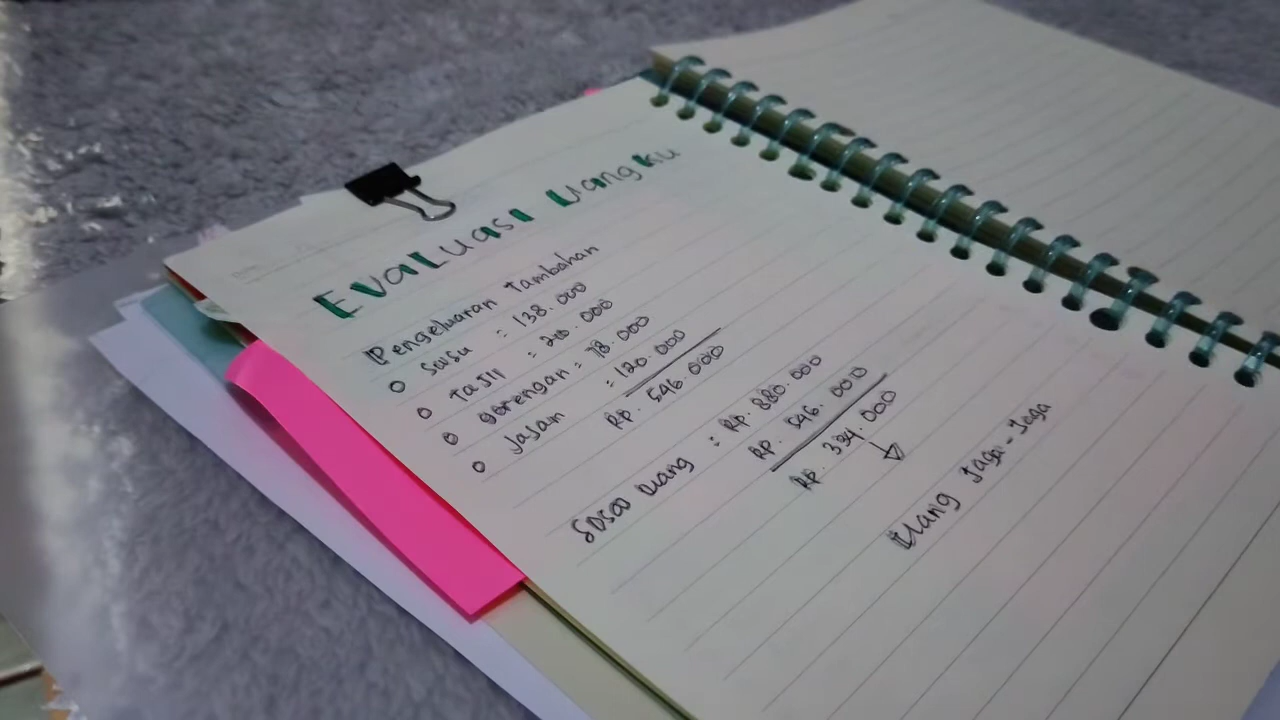 Evaluasi Uangku
Pengeluaran Tambahan
Susu = 138.000
Tajil = 210.000
gorengan = 78.000
Jajan = 120.000
Rp. 546.000
Sisa Uang : Rp. 880.000
Rp. 546.000
Rp. 334.000
Uang Jaga-Jaga